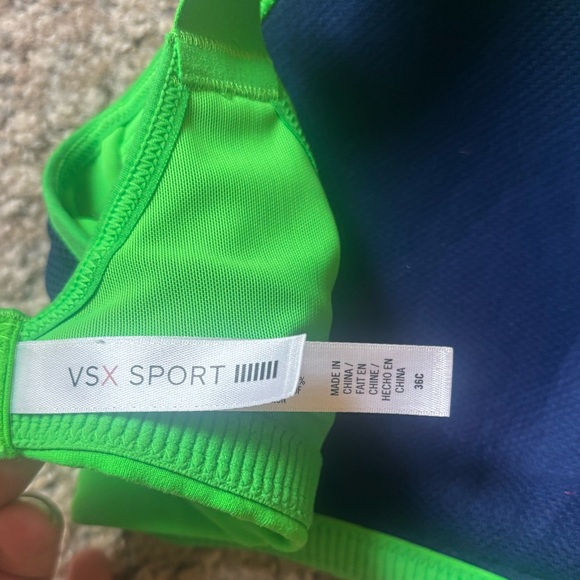 VSX SPORT
MADE IN
CHINA/
FAIT EN
CHINE/
HECHO EN
CHINA
36C